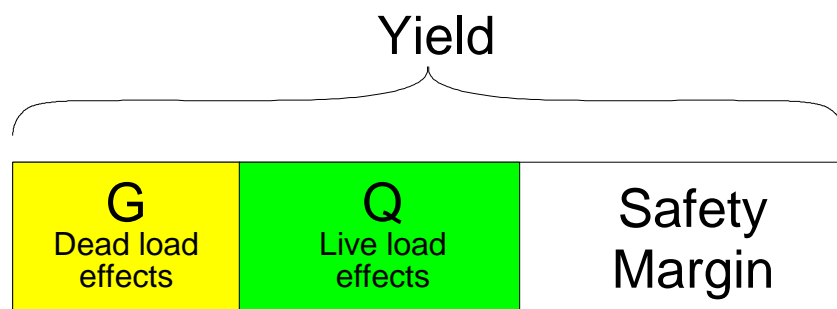 Yield
G
Dead load
effects
Q
Live load
effects
Safety
Margin